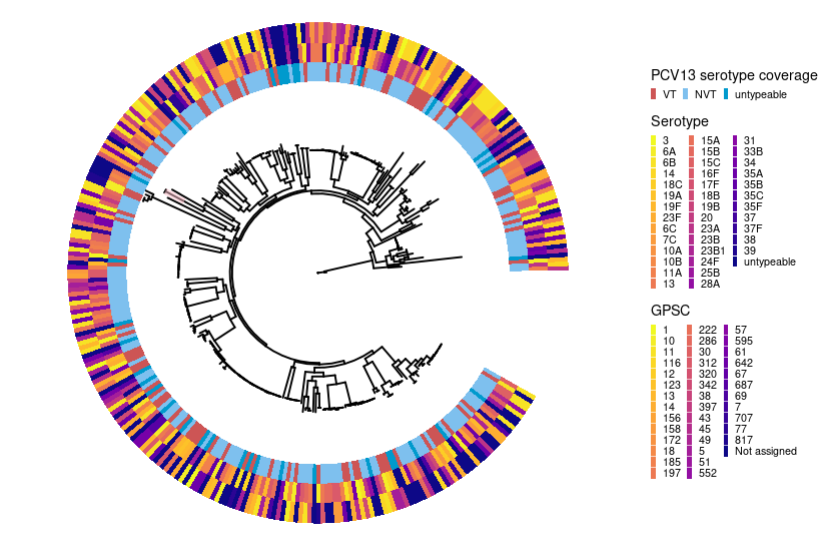 PCV13 serotype coverage
VT NVT untypeable
Serotype
3 15A 31
6A 15B 33B
6B 15C 34
14 16F 35A
18C 17F 35B
19A 18B 35C
19F 19B 35F
23F 20 37
6C 23A 37F
7C 23B 38
10A 23B1 39
10B 24F untypeable
11A 25B
13 28A
GPSC
1 222 57
10 286 595
11 30 61
116 312 642
12 320 67
123 342 687
13 38 69
14 397 7
156 43 707
158 45 77
172 49 817
18 5 Not assigned
185 51
197 552